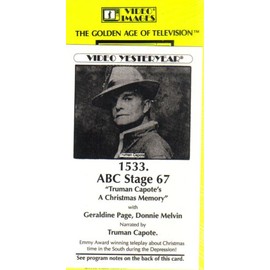 VIDEO IMAGES
THE GOLDEN AGE OF TELEVISION™
VIDEO YESTERYEAR®
1533.
ABC Stage 67
"Truman Capote's
A Christmas Memory"
with
Geraldine Page, Donnie Melvin
Narrated by
Truman Capote.
Emmy Award winning teleplay about Christmas
time in the South during the Depression!
See program notes on the back of this card.